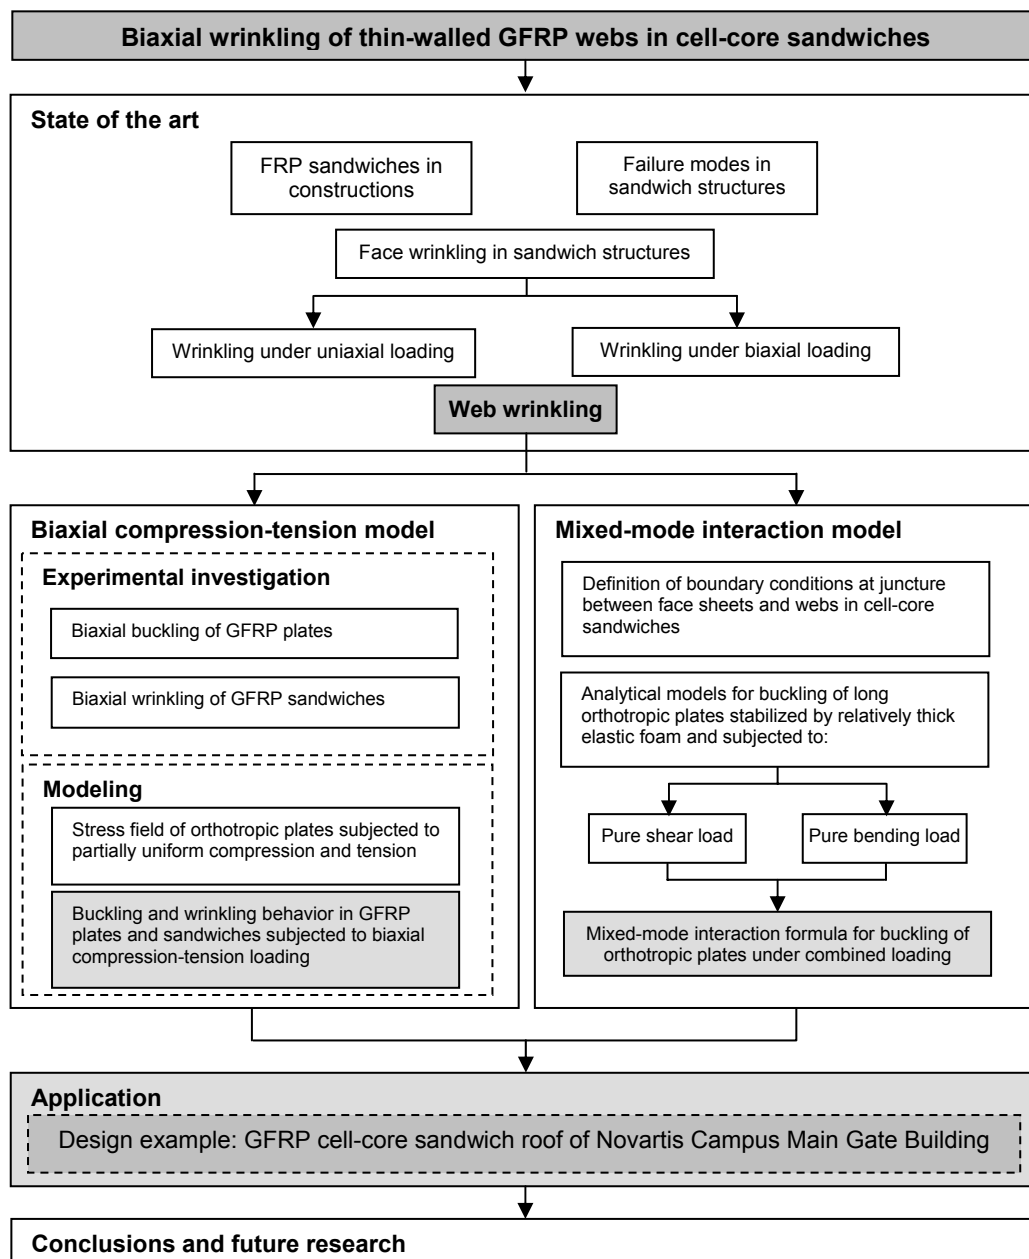 Biaxial wrinkling of thin-walled GFRP webs in cell-core sandwiches
State of the art
FRP sandwiches in
constructions
Failure modes in
sandwich structures
Face wrinkling in sandwich structures
Wrinkling under uniaxial loading
Wrinkling under biaxial loading
Web wrinkling
Biaxial compression-tension model
Experimental investigation
Biaxial buckling of GFRP plates
Biaxial wrinkling of GFRP sandwiches
Modeling
Stress field of orthotropic plates subjected to
partially uniform compression and tension
Buckling and wrinkling behavior in GFRP
plates and sandwiches subjected to biaxial
compression-tension loading
Mixed-mode interaction model
Definition of boundary conditions at juncture
between face sheets and webs in cell-core
sandwiches
Analytical models for buckling of long
orthotropic plates stabilized by relatively thick
elastic foam and subjected to:
Pure shear load
Pure bending load
Mixed-mode interaction formula for buckling of
orthotropic plates under combined loading
Application
Design example: GFRP cell-core sandwich roof of Novartis Campus Main Gate Building
Conclusions and future research